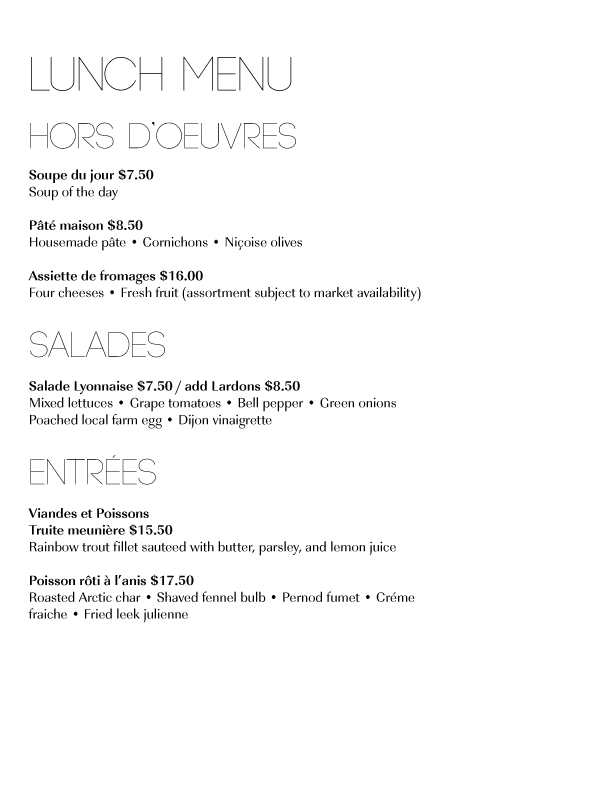 LUNCH MENU
HORS D'OEUVRES
Soupe du jour $7.50
Soup of the day
Pâté maison $8.50
Housemade pâte • Cornichons • Niçoise olives
Assiette de fromages $16.00
Four cheeses • Fresh fruit (assortment subject to market availability)
SALADES
Salade Lyonnaise $7.50 / add Lardons $8.50
Mixed lettuces • Grape tomatoes • Bell pepper • Green onions
Poached local farm egg • Dijon vinaigrette
ENTRÉES
Viandes et Poissons
Truite meunière $15.50
Rainbow trout fillet sauteed with butter, parsley, and lemon juice
Poisson rôti à l'anis $17.50
Roasted Arctic char • Shaved fennel bulb • Pernod fumet • Créme
fraiche • Fried leek julienne